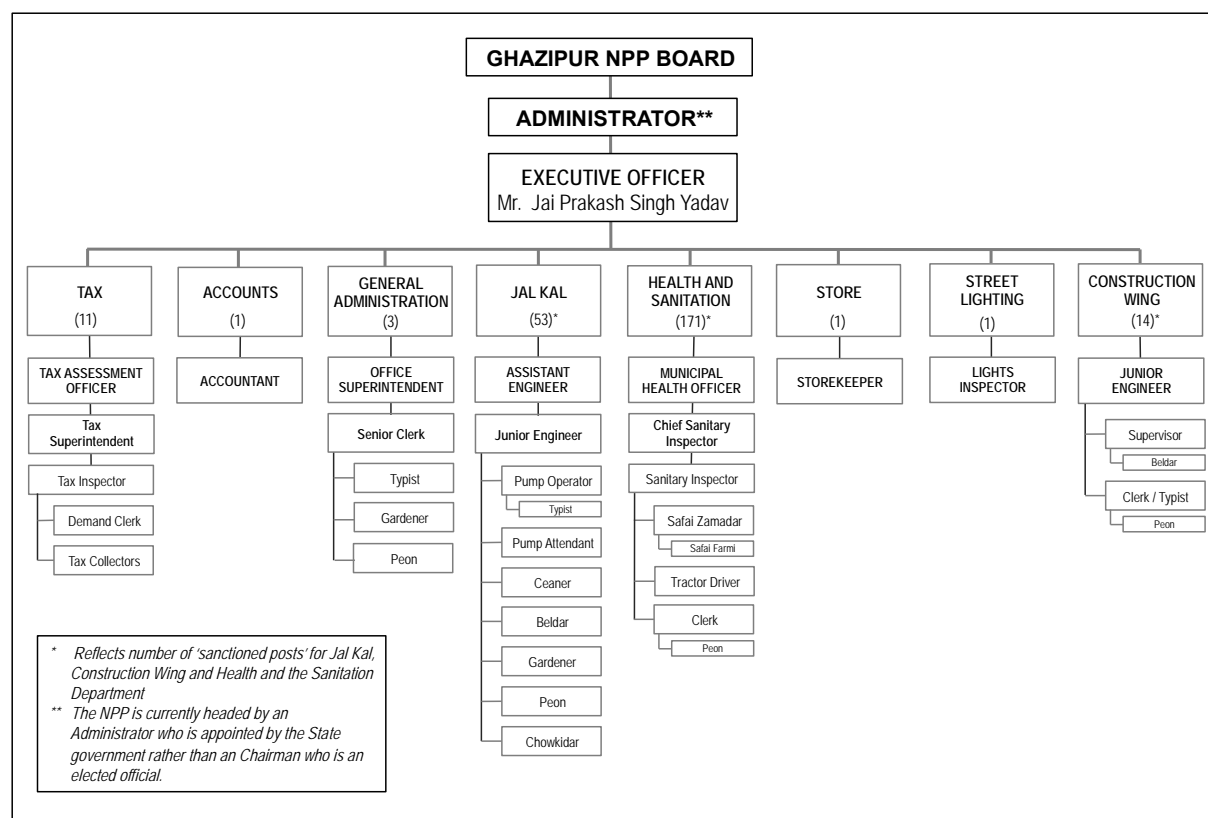 GHAZIPUR NPP BOARD
ADMINISTRATOR**
EXECUTIVE OFFICER
Mr. Jai Prakash Singh Yadav
TAX
(11)
TAX ASSESSMENT
OFFICER
Tax
Superintendent
Tax Inspector
Demand Clerk
Tax Collectors
ACCOUNTS
(1)
ACCOUNTANT
GENERAL
ADMINISTRATION
(3)
OFFICE
SUPERINTENDENT
Senior Clerk
Typist
Gardener
Peon
JAL KAL
(53)*
ASSISTANT
ENGINEER
Junior Engineer
Pump Operator
Typist
Pump Attendant
Ceaner
Beldar
Gardener
Peon
Chowkidar
HEALTH AND
SANITATION
(171)*
MUNICIPAL
HEALTH OFFICER
Chief Sanitary
Inspector
Sanitary Inspector
Safai Zamadar
Safai Farmi
Tractor Driver
Clerk
Peon
STORE
(1)
STOREKEEPER
STREET
LIGHTING
(1)
LIGHTS
INSPECTOR
CONSTRUCTION
WING
(14)*
JUNIOR
ENGINEER
Supervisor
Beldar
Clerk / Typist
Peon
* Reflects number of 'sanctioned posts' for Jal Kal,
Construction Wing and Health and the Sanitation
Department
** The NPP is currently headed by an
Administrator who is appointed by the State
government rather than an Chairman who is an
elected official.